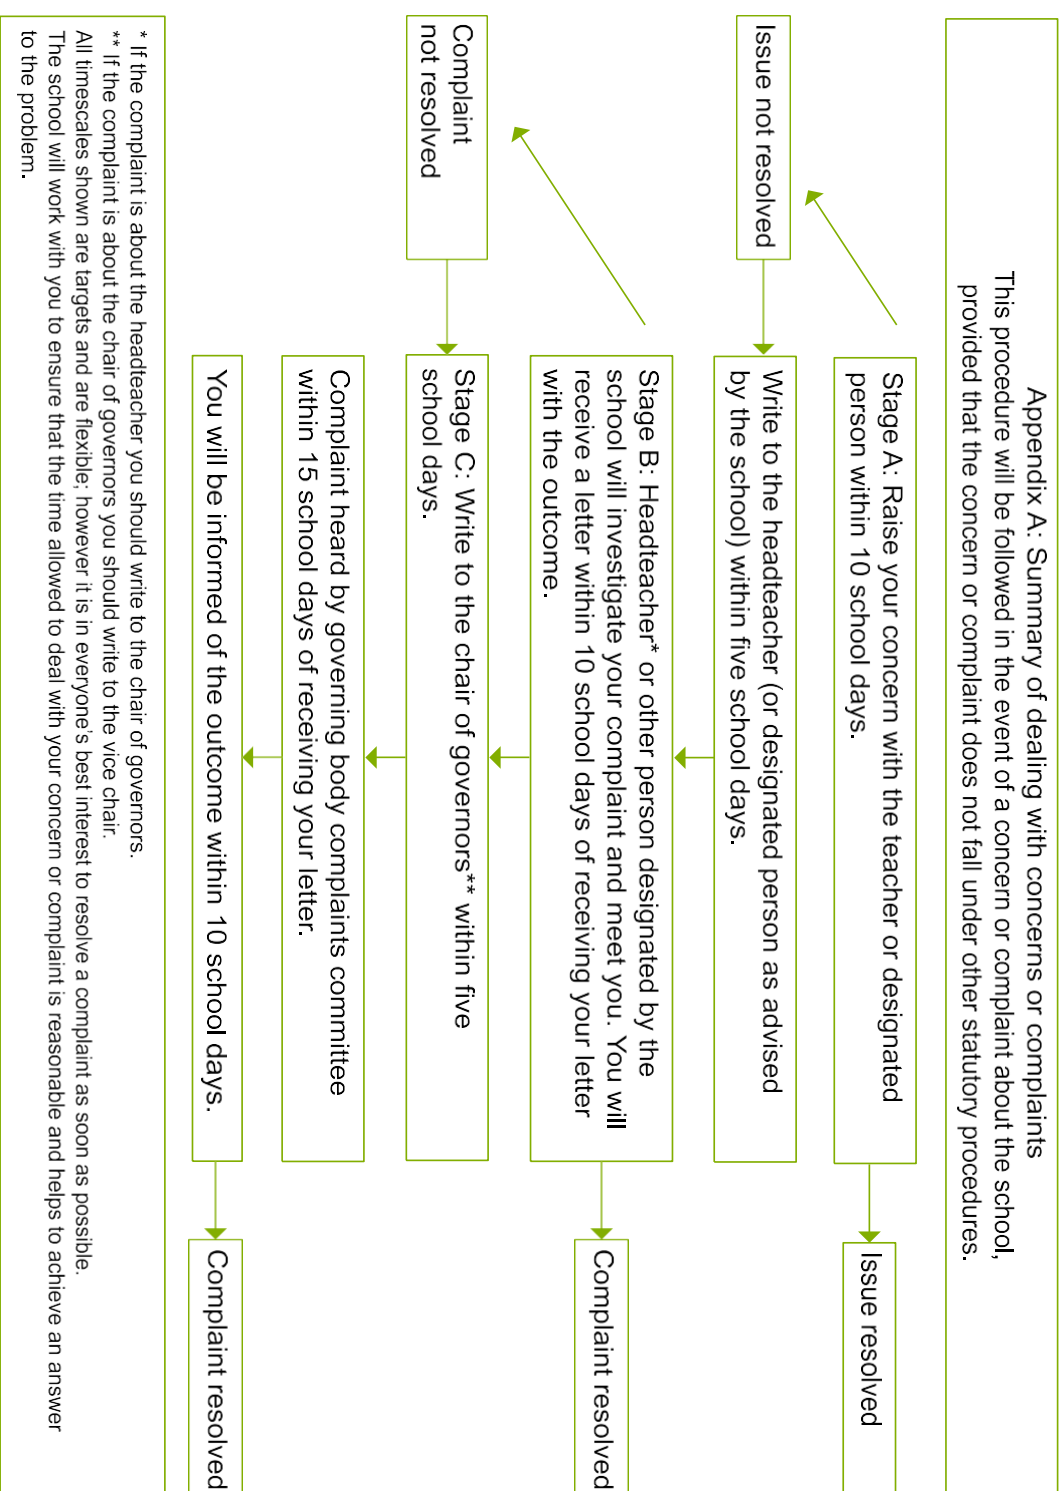 Appendix A: Summary of dealing with concerns or complaints
This procedure will be followed in the event of a concern or complaint about the school,
provided that the concern or complaint does not fall under other statutory procedures.
Stage A: Raise your concern with the teacher or designated
person within 10 school days.
Issue resolved
Issue not resolved
Write to the headteacher (or designated person as advised
by the school) within five school days.
Stage B: Headteacher* or other person designated by the
school will investigate your complaint and meet you. You will
receive a letter within 10 school days of receiving your letter
with the outcome.
Complaint resolved
Complaint
not resolved
Stage C: Write to the chair of governors** within five
school days.
Complaint heard by governing body complaints committee
within 15 school days of receiving your letter.
You will be informed of the outcome within 10 school days.
Complaint resolved
* If the complaint is about the headteacher you should write to the chair of governors.
** If the complaint is about the chair of governors you should write to the vice chair.
All timescales shown are targets and are flexible; however it is in everyone’s best interest to resolve a complaint as soon as possible.
The school will work with you to ensure that the time allowed to deal with your concern or complaint is reasonable and helps to achieve an answer
to the problem.